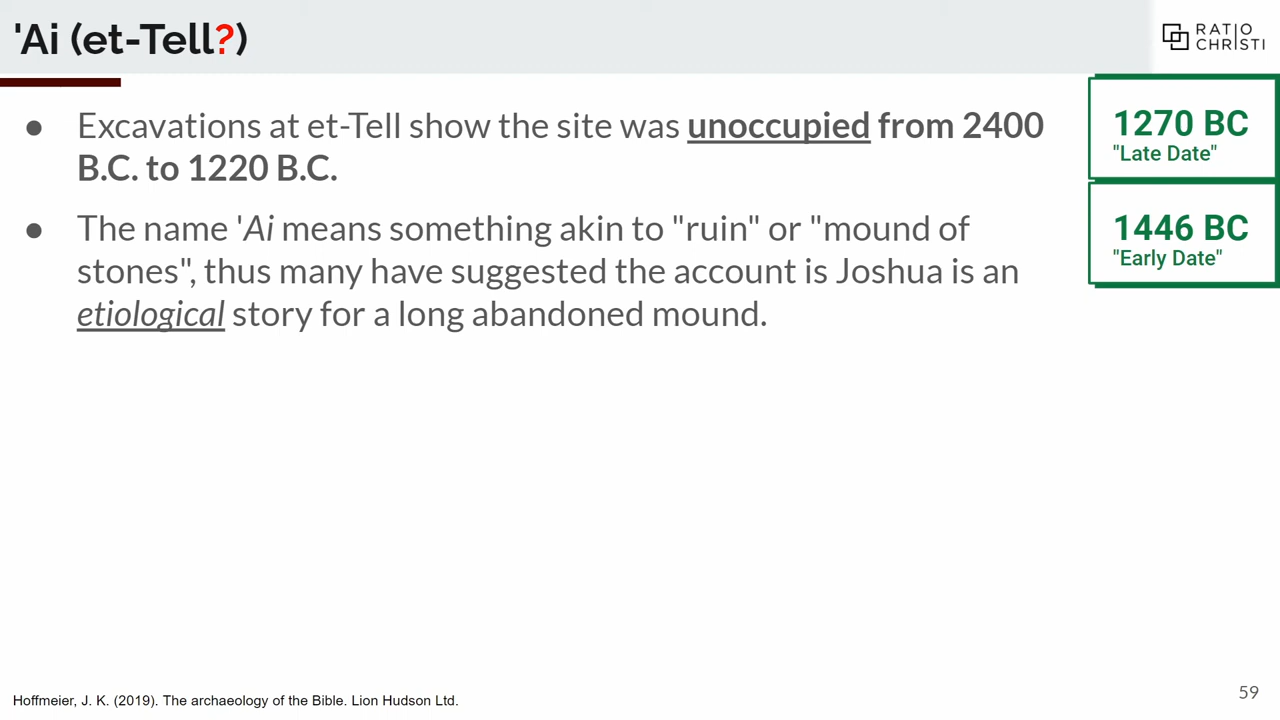 'Ai (et-Tell?)
RATIO
CHRISTI
● Excavations at et-Tell show the site was unoccupied from 2400
B.C. to 1220 B.C.
● The name 'Ai means something akin to "ruin" or "mound of
stones", thus many have suggested the account is Joshua is an
etiological story for a long abandoned mound.
1270 BC
"Late Date"
1446 BC
"Early Date"
Hoffmeier, J. K. (2019). The archaeology of the Bible. Lion Hudson Ltd.
59